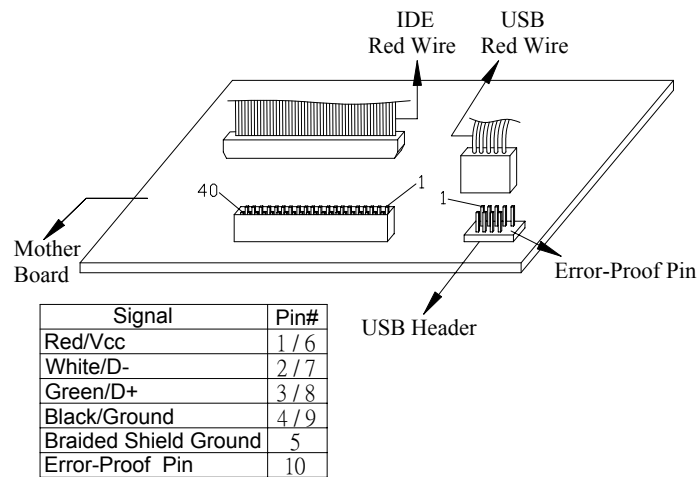 IDE
Red Wire
USB
Red Wire
40
1
1
Mother
Board
Error-Proof Pin
USB Header
Signal Pin#
Red/Vcc 1 / 6
White/D- 2 / 7
Green/D+ 3 / 8
Black/Ground 4 / 9
Braided Shield Ground 5
Error-Proof Pin 10